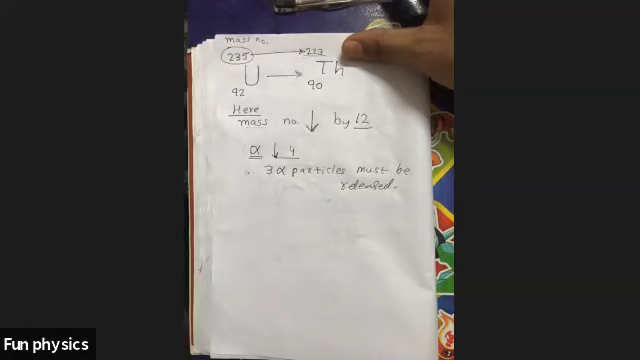 mass no.
235 → 223
U → Th
92 90
Here
mass no. ↓ by 12
α ↓ 4
∴ 3α particles must be
released.
Fun physics